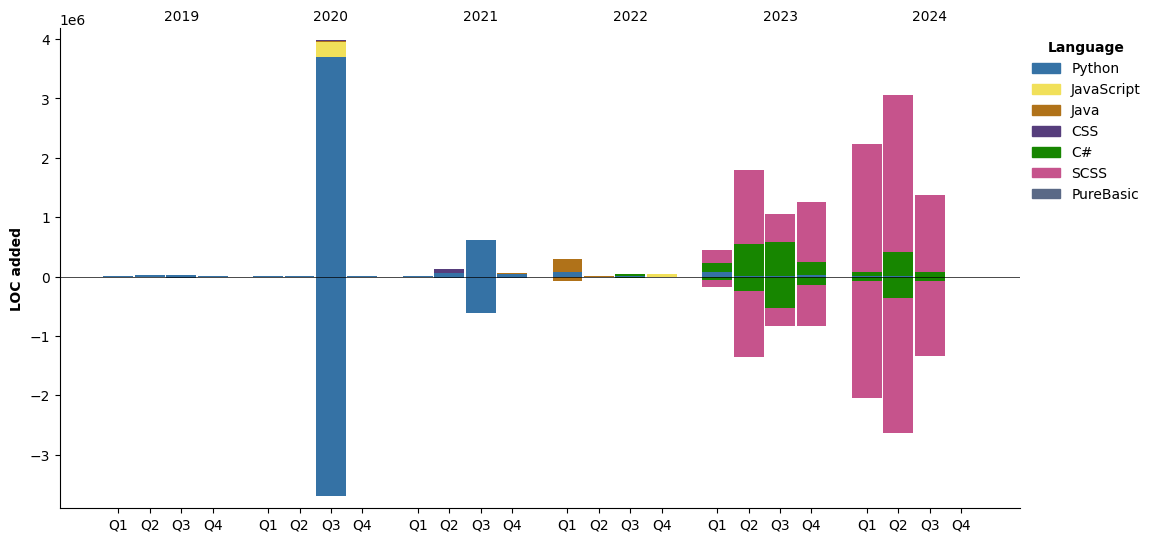 1e6
2019 2020 2021 2022 2023 2024
4
3
2
1
0
−1
−2
−3
LOC added
Q1 Q2 Q3 Q4 Q1 Q2 Q3 Q4 Q1 Q2 Q3 Q4 Q1 Q2 Q3 Q4 Q1 Q2 Q3 Q4 Q1 Q2 Q3 Q4
Language
Python
JavaScript
Java
CSS
C#
SCSS
PureBasic